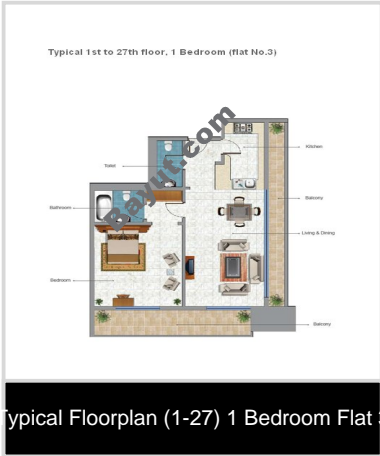 Typical 1st to 27th floor, 1 Bedroom (flat No.3)
Kitchen
Toilet
Balcony
Bathroom
Living & Dining
Bedroom
Balcony
Bayut.com
Typical Floorplan (1-27) 1 Bedroom Flat 3